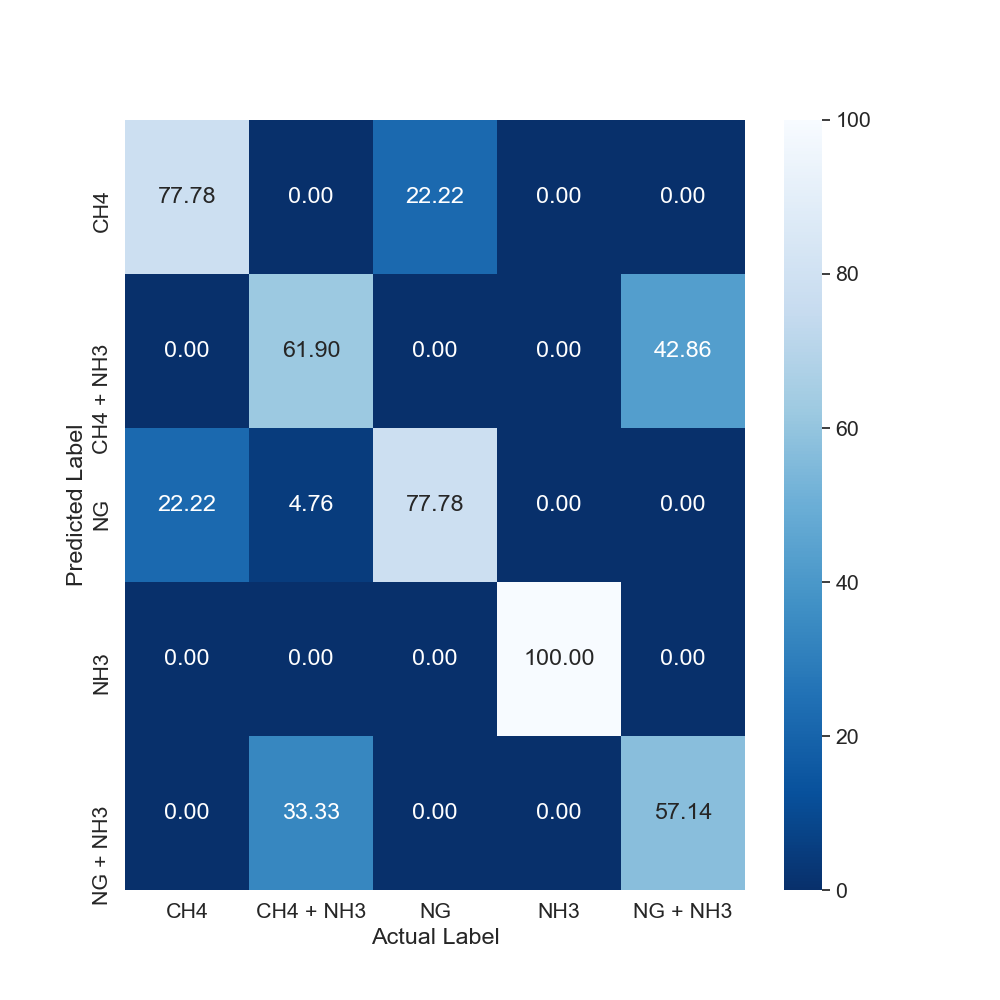 100
CH4
77.78 0.00 22.22 0.00 0.00
80
CH4 + NH3
0.00 61.90 0.00 0.00 42.86
60
Predicted Label
NG
22.22 4.76 77.78 0.00 0.00
40
NH3
0.00 0.00 0.00 100.00 0.00
20
NG + NH3
0.00 33.33 0.00 0.00 57.14
0
CH4 CH4 + NH3 NG NH3 NG + NH3
Actual Label